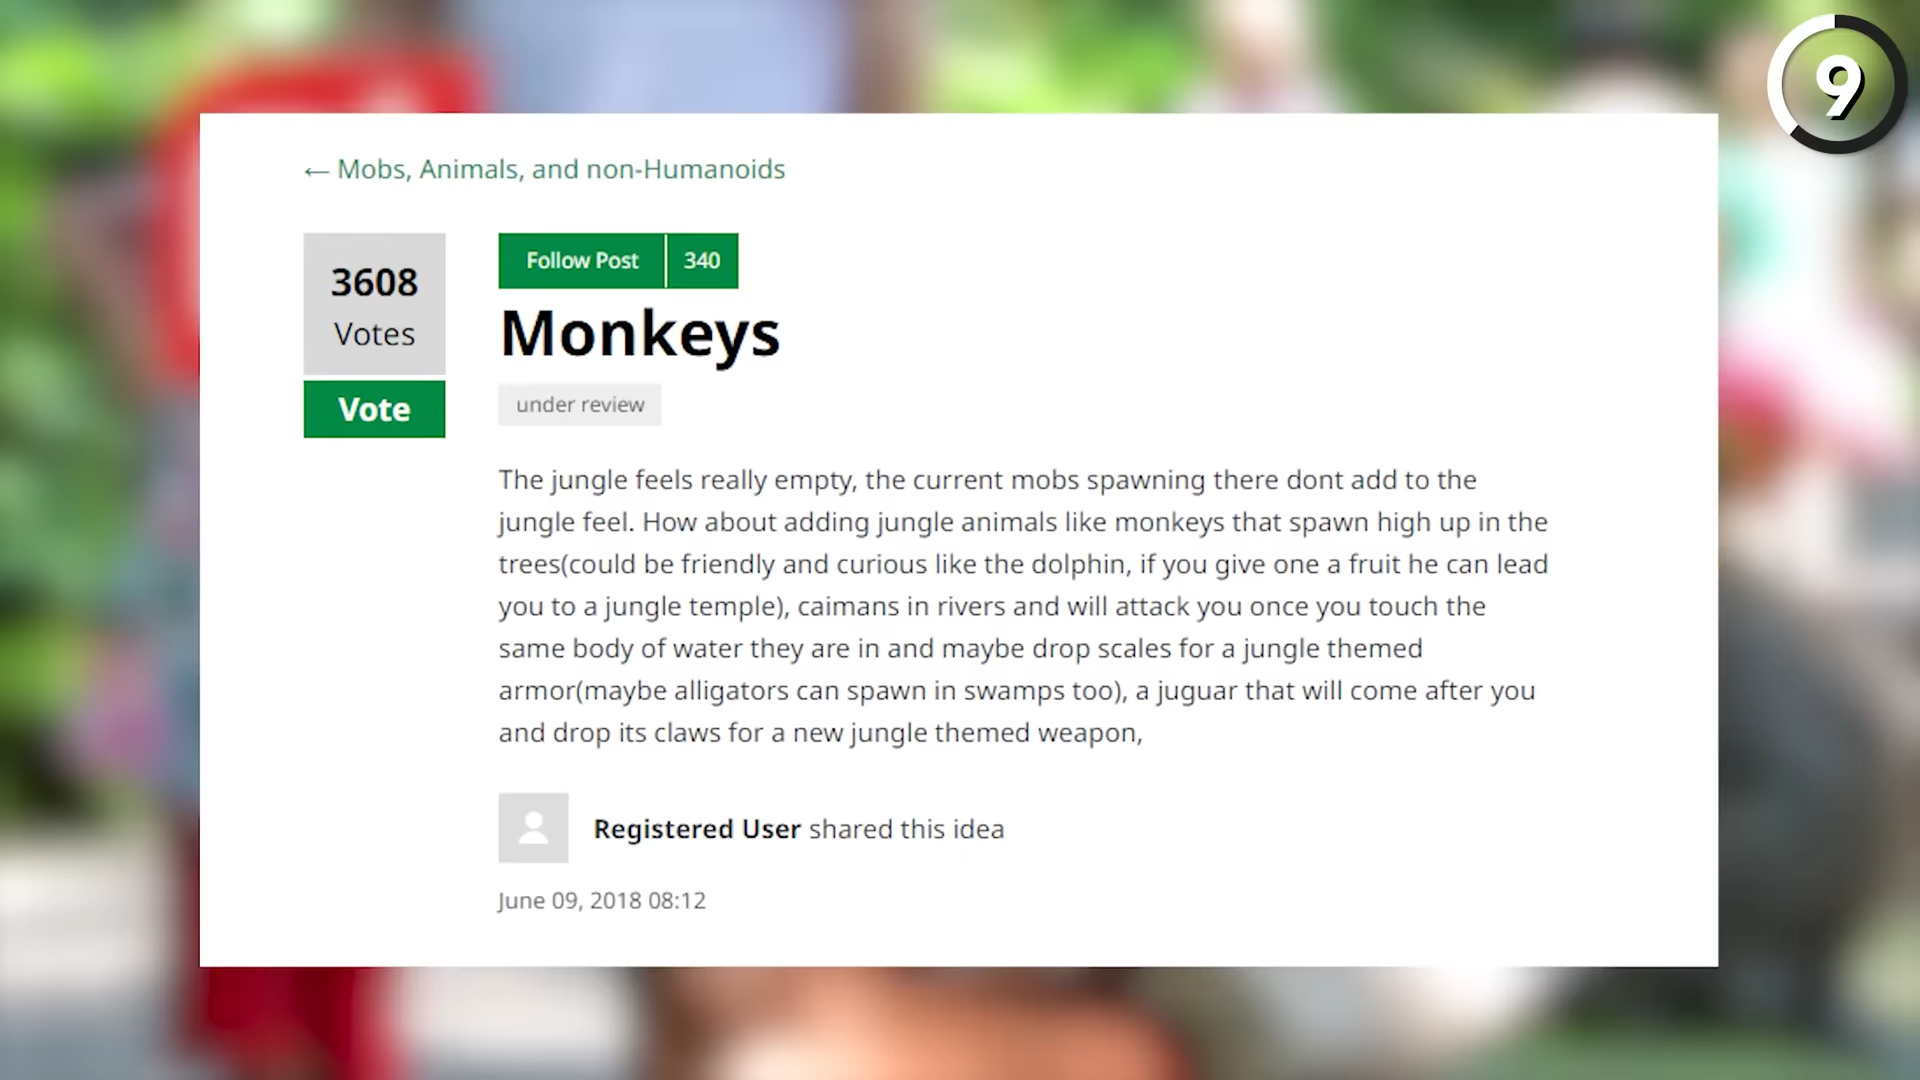 9
← Mobs, Animals, and non-Humanoids
3608
Votes
Vote
Follow Post 340
Monkeys
under review
The jungle feels really empty, the current mobs spawning there dont add to the
jungle feel. How about adding jungle animals like monkeys that spawn high up in the
trees(could be friendly and curious like the dolphin, if you give one a fruit he can lead
you to a jungle temple), caimans in rivers and will attack you once you touch the
same body of water they are in and maybe drop scales for a jungle themed
armor(maybe alligators can spawn in swamps too), a juguar that will come after you
and drop its claws for a new jungle themed weapon,
Registered User shared this idea
June 09, 2018 08:12